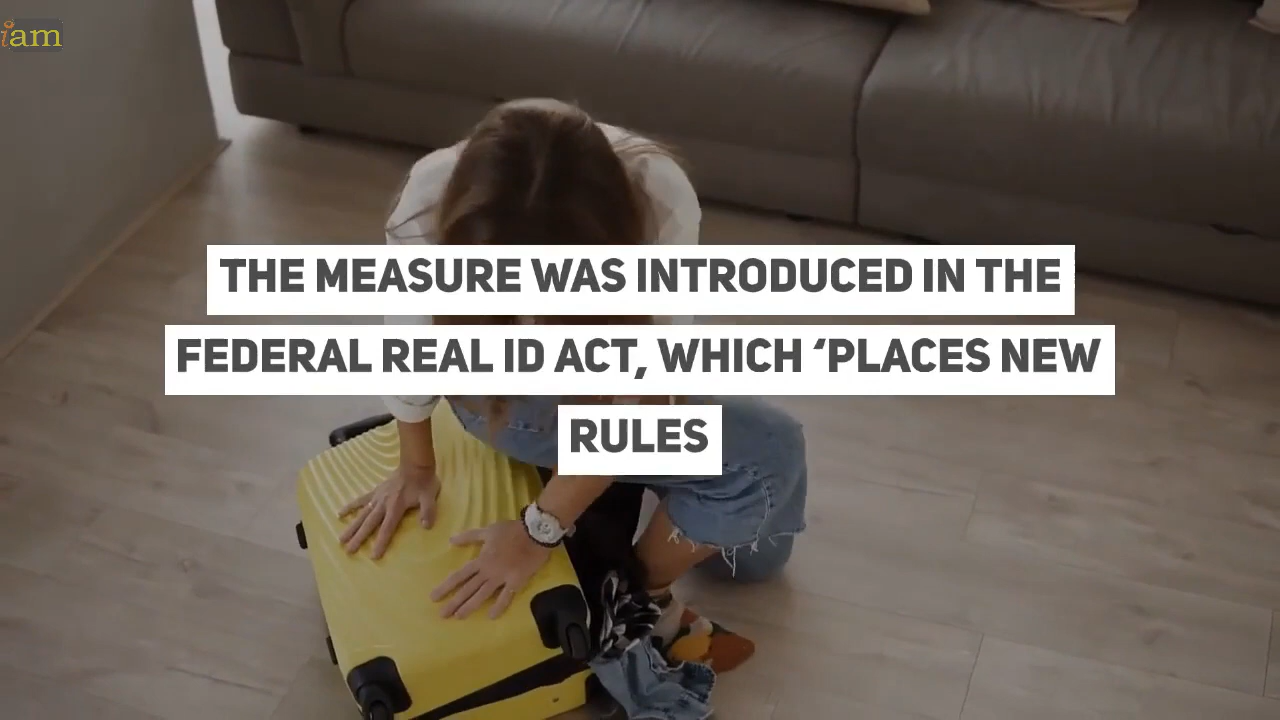 iam
THE MEASURE WAS INTRODUCED IN THE
FEDERAL REAL ID ACT, WHICH ‘PLACES NEW
RULES